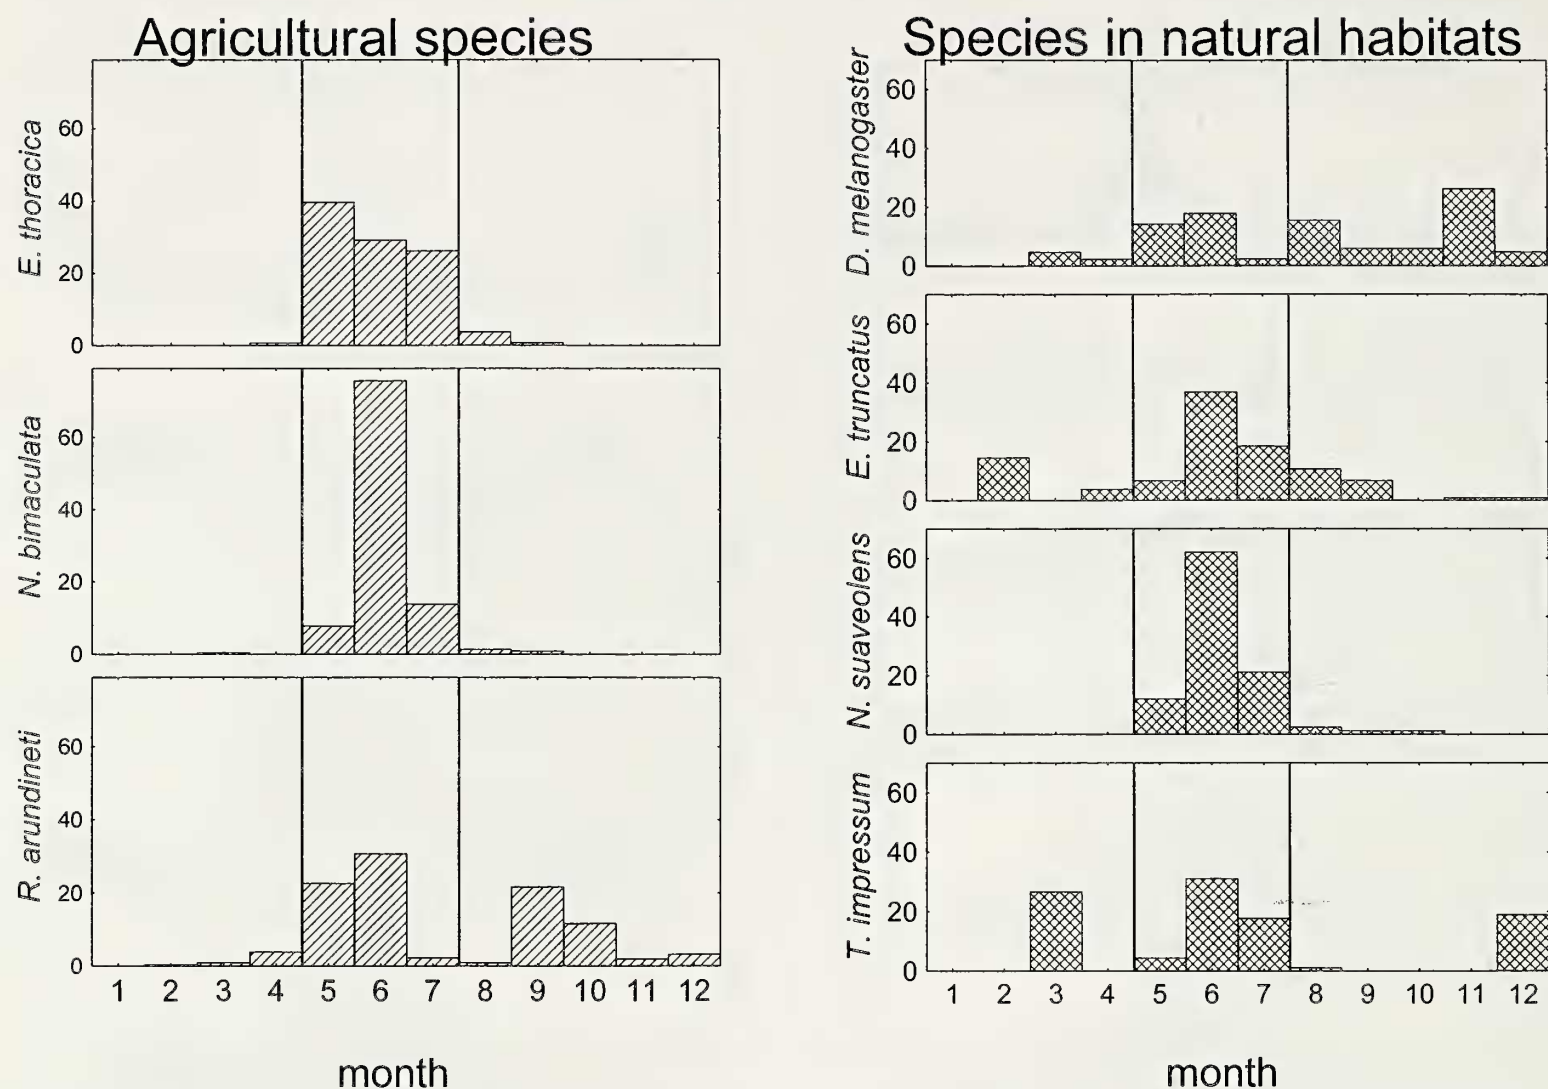 Agricultural species
E. thoracica
60
40
20
0
N. bimaculata
60
40
20
0
R. arundineti
60
40
20
0
1 2 3 4 5 6 7 8 9 10 11 12
month
Species in natural habitats
D. melanogaster
60
40
20
0
E. truncatus
60
40
20
0
N. suaveolens
60
40
20
0
T. impressum
60
40
20
0
1 2 3 4 5 6 7 8 9 10 11 12
month